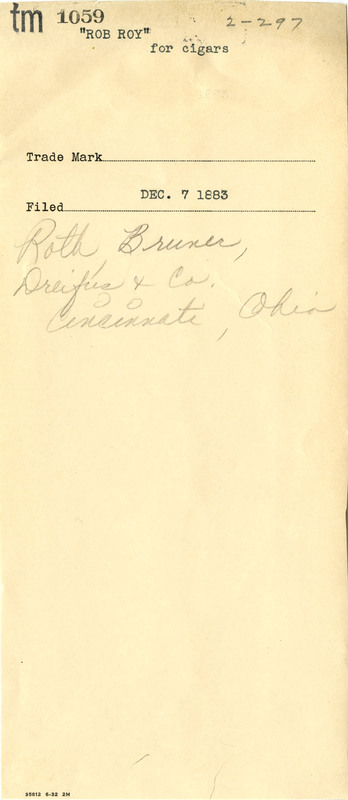 tm 1059 2-297
"ROB ROY"
for cigars
Trade Mark
DEC. 7 1883
Filed
Roth, Bruner,
Dreifus & Co.
Cincinnati, Ohio
95612 6-32 2M